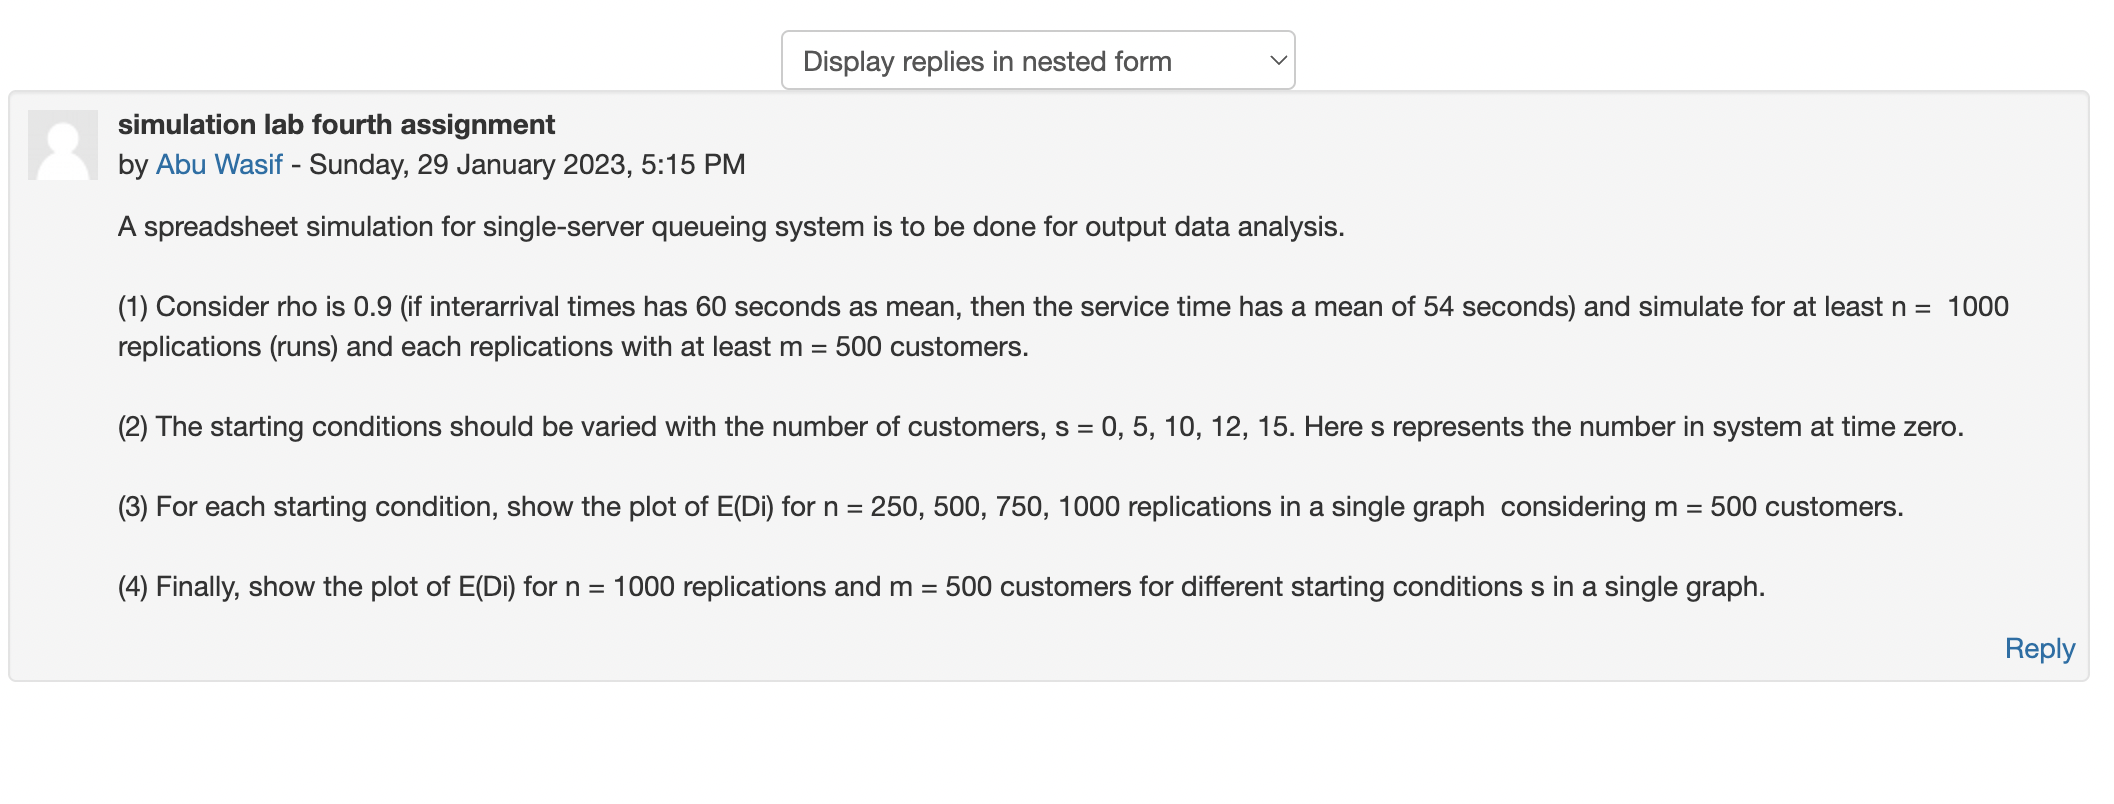 Display replies in nested form
simulation lab fourth assignment
by Abu Wasif - Sunday, 29 January 2023, 5:15 PM
A spreadsheet simulation for single-server queueing system is to be done for output data analysis.
(1) Consider rho is 0.9 (if interarrival times has 60 seconds as mean, then the service time has a mean of 54 seconds) and simulate for at least n =  1000
replications (runs) and each replications with at least m = 500 customers.
(2) The starting conditions should be varied with the number of customers, s = 0, 5, 10, 12, 15. Here s represents the number in system at time zero.
(3) For each starting condition, show the plot of E(Di) for n = 250, 500, 750, 1000 replications in a single graph  considering m = 500 customers.
(4) Finally, show the plot of E(Di) for n = 1000 replications and m = 500 customers for different starting conditions s in a single graph.
Reply